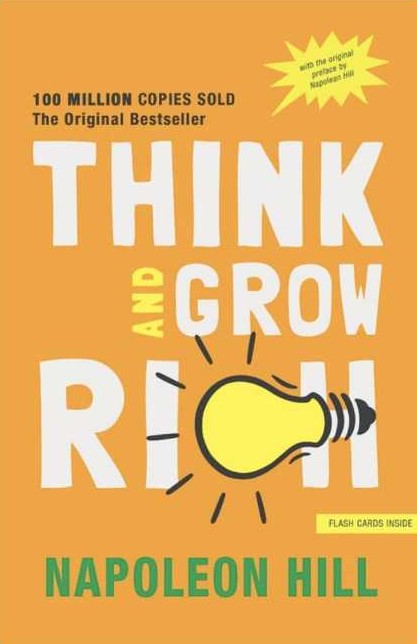 with the original
preface by
Napoleon Hill
100 MILLION COPIES SOLD
The Original Bestseller
THINK
AND GROW
RICH
FLASH CARDS INSIDE
NAPOLEON HILL